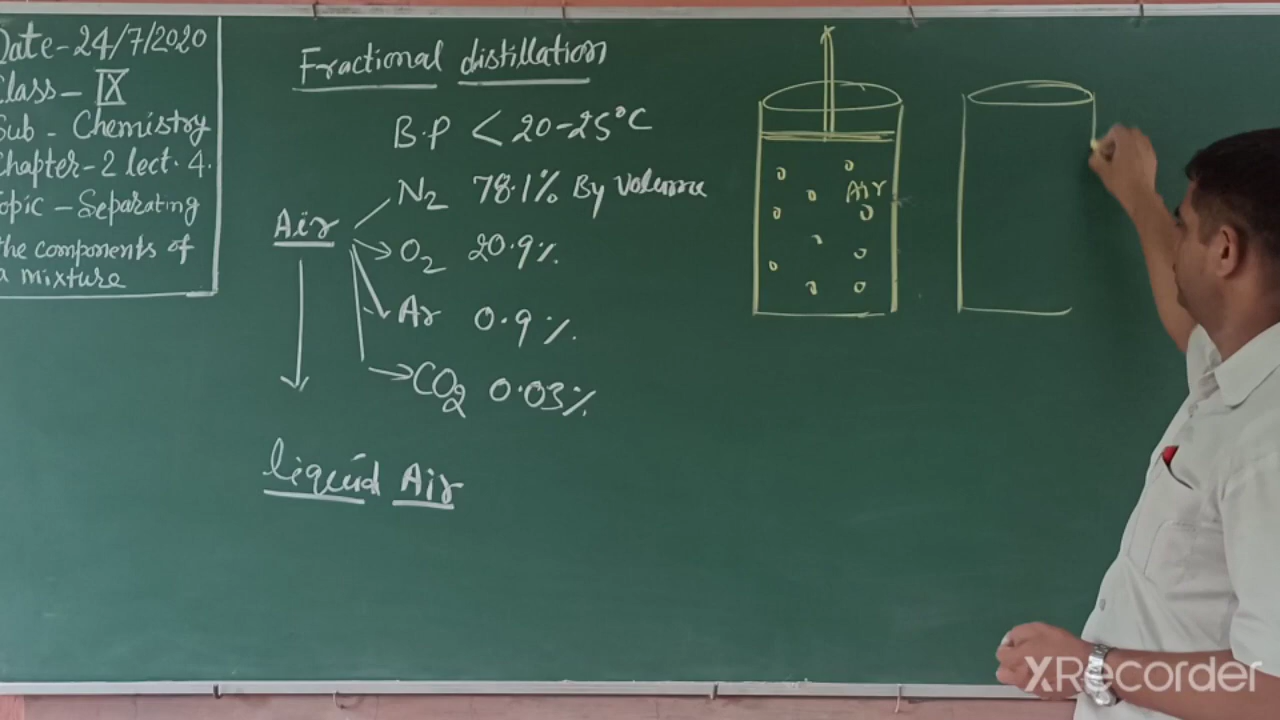 Date-24/7/2020
Class- IX
Sub - Chemistry
Chapter-2 lect. 4.
Topic - Separating
the components of
a mixture
Fractional distillation
B.P < 20-25°C
Air
N2 78.1% By Volume
O2 20.9%
Ar 0.9%
CO2 0.03%
liquid Air
Air
XRecorder